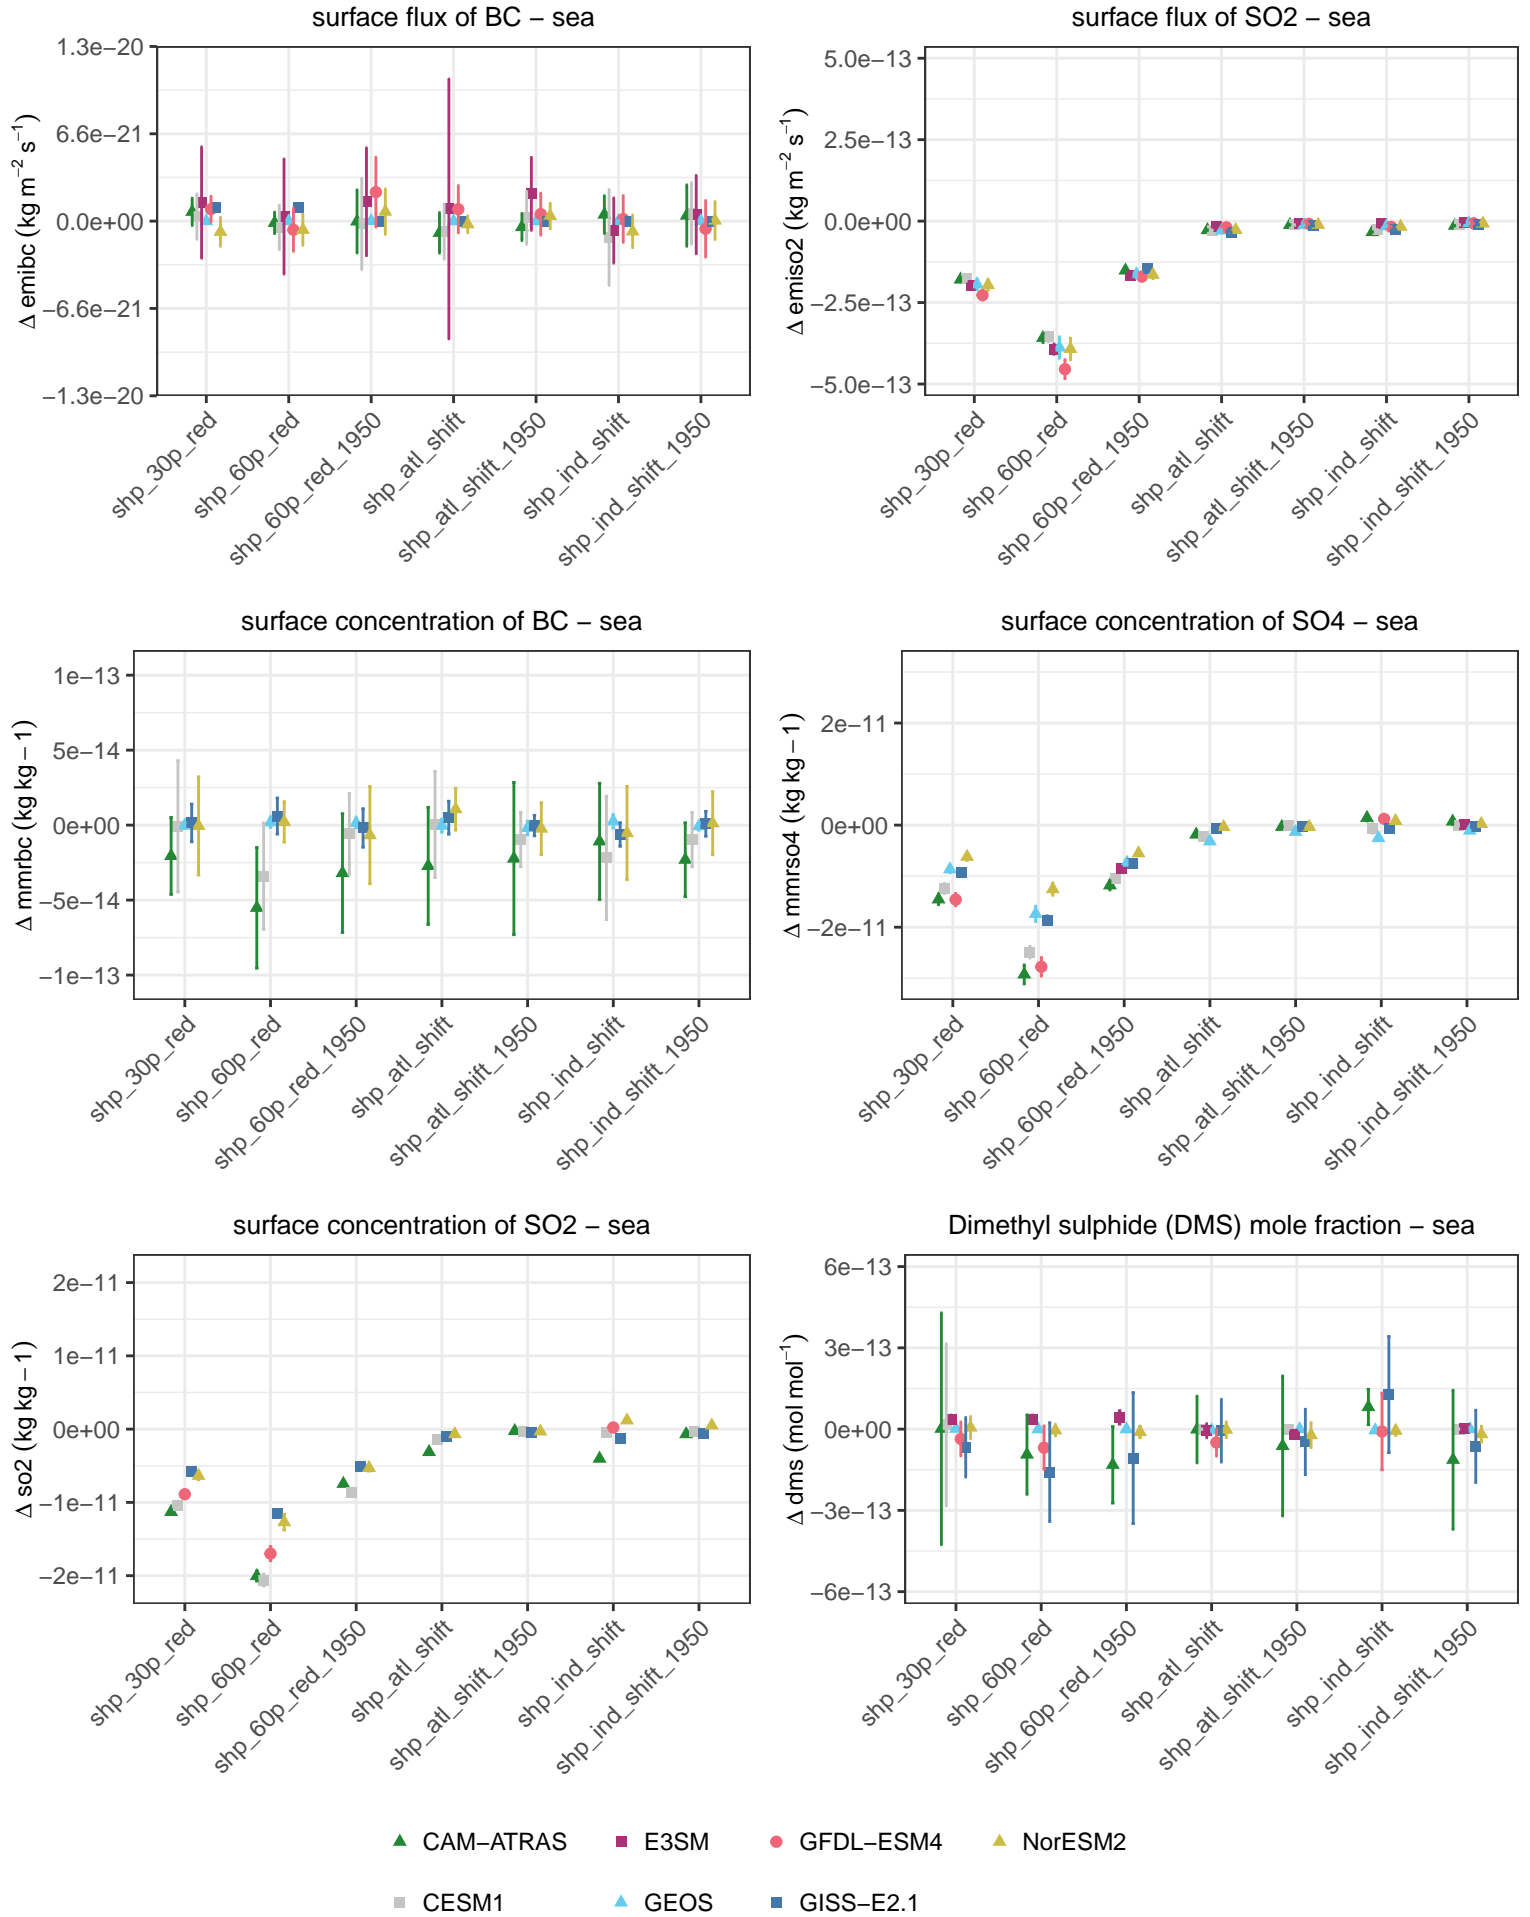 surface flux of BC − sea
Δ emibc (kg m⁻² s⁻¹)
1.3e−20
6.6e−21
0.0e+00
−6.6e−21
−1.3e−20
shp_30p_red
shp_60p_red
shp_60p_red_1950
shp_atl_shift
shp_atl_shift_1950
shp_ind_shift
shp_ind_shift_1950
surface flux of SO2 − sea
Δ emiso2 (kg m⁻² s⁻¹)
5.0e−13
2.5e−13
0.0e+00
−2.5e−13
−5.0e−13
shp_30p_red
shp_60p_red
shp_60p_red_1950
shp_atl_shift
shp_atl_shift_1950
shp_ind_shift
shp_ind_shift_1950
surface concentration of BC − sea
Δ mmrbc (kg kg − 1)
1e−13
5e−14
0e+00
−5e−14
−1e−13
shp_30p_red
shp_60p_red
shp_60p_red_1950
shp_atl_shift
shp_atl_shift_1950
shp_ind_shift
shp_ind_shift_1950
surface concentration of SO4 − sea
Δ mmrso4 (kg kg − 1)
2e−11
0e+00
−2e−11
shp_30p_red
shp_60p_red
shp_60p_red_1950
shp_atl_shift
shp_atl_shift_1950
shp_ind_shift
shp_ind_shift_1950
surface concentration of SO2 − sea
Δ so2 (kg kg − 1)
2e−11
1e−11
0e+00
−1e−11
−2e−11
shp_30p_red
shp_60p_red
shp_60p_red_1950
shp_atl_shift
shp_atl_shift_1950
shp_ind_shift
shp_ind_shift_1950
Dimethyl sulphide (DMS) mole fraction − sea
Δ dms (mol mol⁻¹)
6e−13
3e−13
0e+00
−3e−13
−6e−13
shp_30p_red
shp_60p_red
shp_60p_red_1950
shp_atl_shift
shp_atl_shift_1950
shp_ind_shift
shp_ind_shift_1950
CAM−ATRAS E3SM GFDL−ESM4 NorESM2
CESM1 GEOS GISS−E2.1